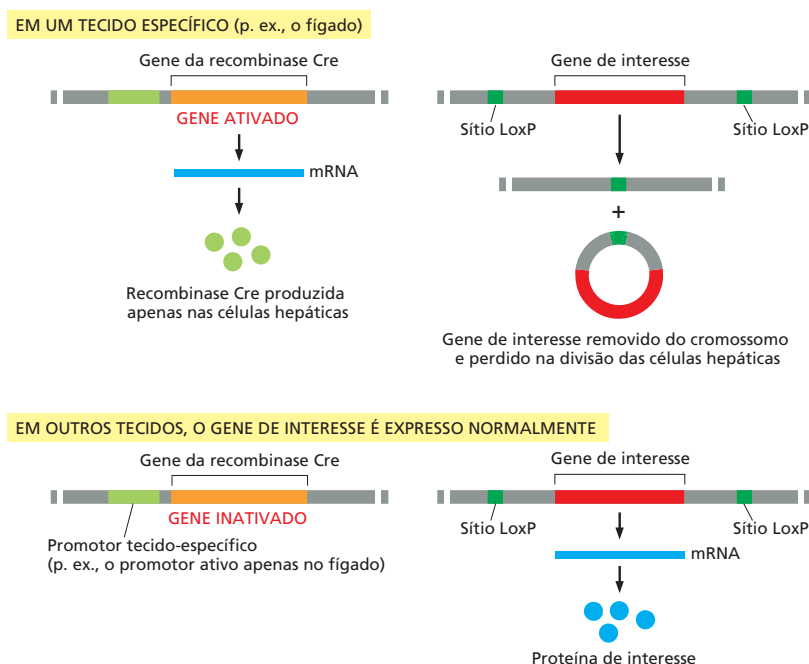 EM UM TECIDO ESPECÍFICO (p. ex., o fígado)
Gene da recombinase Cre
GENE ATIVADO
mRNA
Recombinase Cre produzida
apenas nas células hepáticas
Gene de interesse
Sítio LoxP
Sítio LoxP
+
Gene de interesse removido do cromossomo
e perdido na divisão das células hepáticas
EM OUTROS TECIDOS, O GENE DE INTERESSE É EXPRESSO NORMALMENTE
Gene da recombinase Cre
GENE INATIVADO
Promotor tecido-específico
(p. ex., o promotor ativo apenas no fígado)
Gene de interesse
Sítio LoxP
Sítio LoxP
mRNA
Proteína de interesse